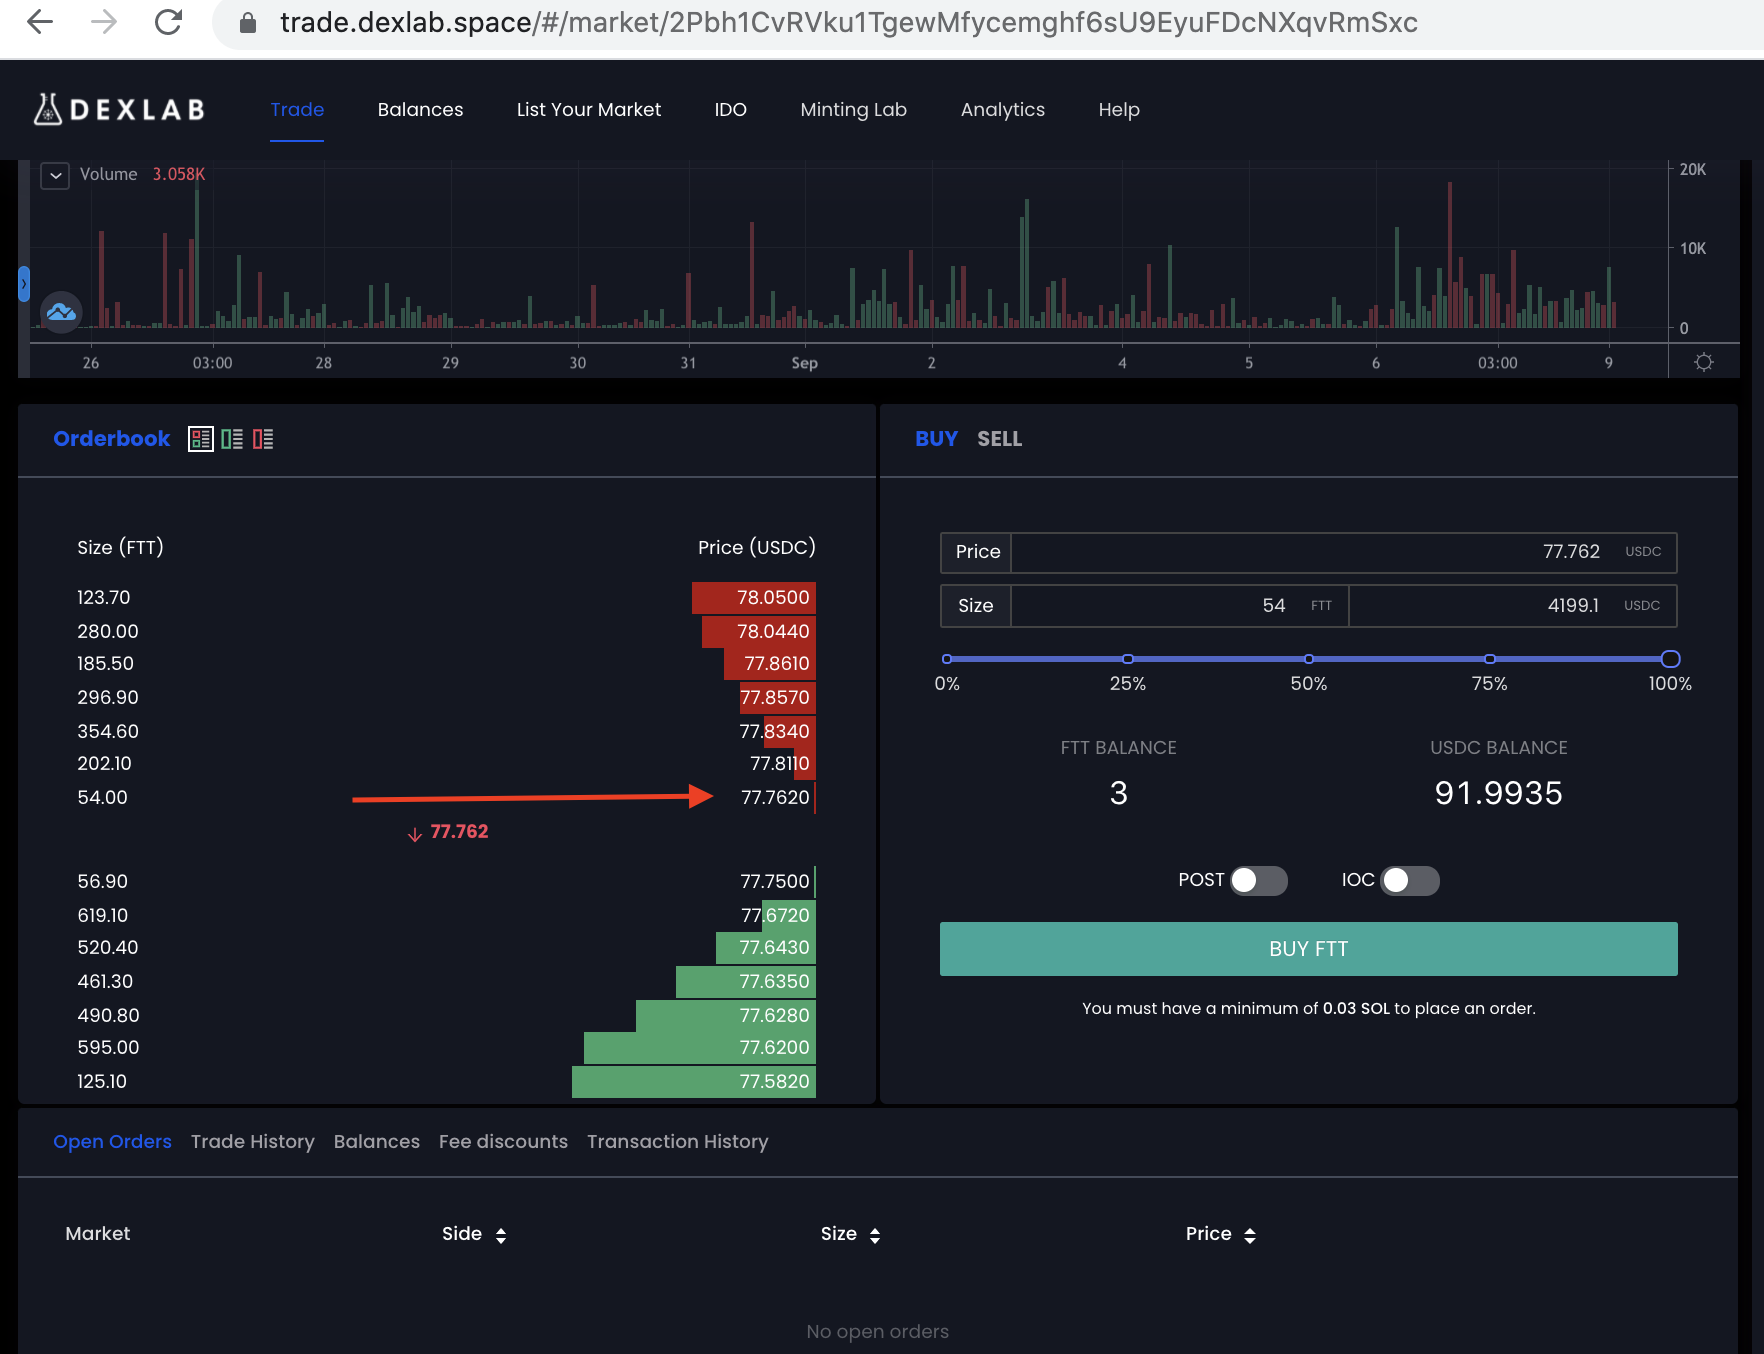 trade.dexlab.space/#/market/2Pbh1CvRVku1TgewMfycemghf6sU9EyuFDcNXqvRmSxc
DEXLAB Trade Balances List Your Market IDO Minting Lab Analytics Help
Volume 3.058K
20K
10K
0
26 03:00 28 29 30 31 Sep 2 4 5 6 03:00 9
Orderbook
Size (FTT) Price (USDC)
123.70 78.0500
280.00 78.0440
185.50 77.8610
296.90 77.8570
354.60 77.8340
202.10 77.8110
54.00 77.7620
↓ 77.762
56.90 77.7500
619.10 77.6720
520.40 77.6430
461.30 77.6350
490.80 77.6280
595.00 77.6200
125.10 77.5820
BUY SELL
Price 77.762 USDC
Size 54 FTT 4199.1 USDC
0% 25% 50% 75% 100%
FTT BALANCE USDC BALANCE
3 91.9935
POST IOC
BUY FTT
You must have a minimum of 0.03 SOL to place an order.
Open Orders Trade History Balances Fee discounts Transaction History
Market Side Size Price
No open orders